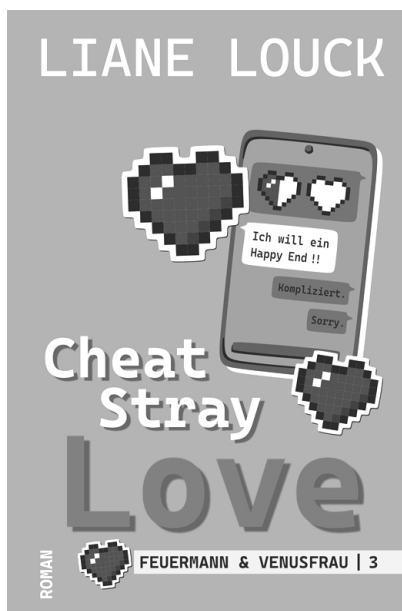 LIANE LOUCK
Ich will ein
Happy End !!
Kompliziert.
Sorry.
Cheat
Stray
Love
FEUERMANN & VENUSFRAU | 3
ROMAN